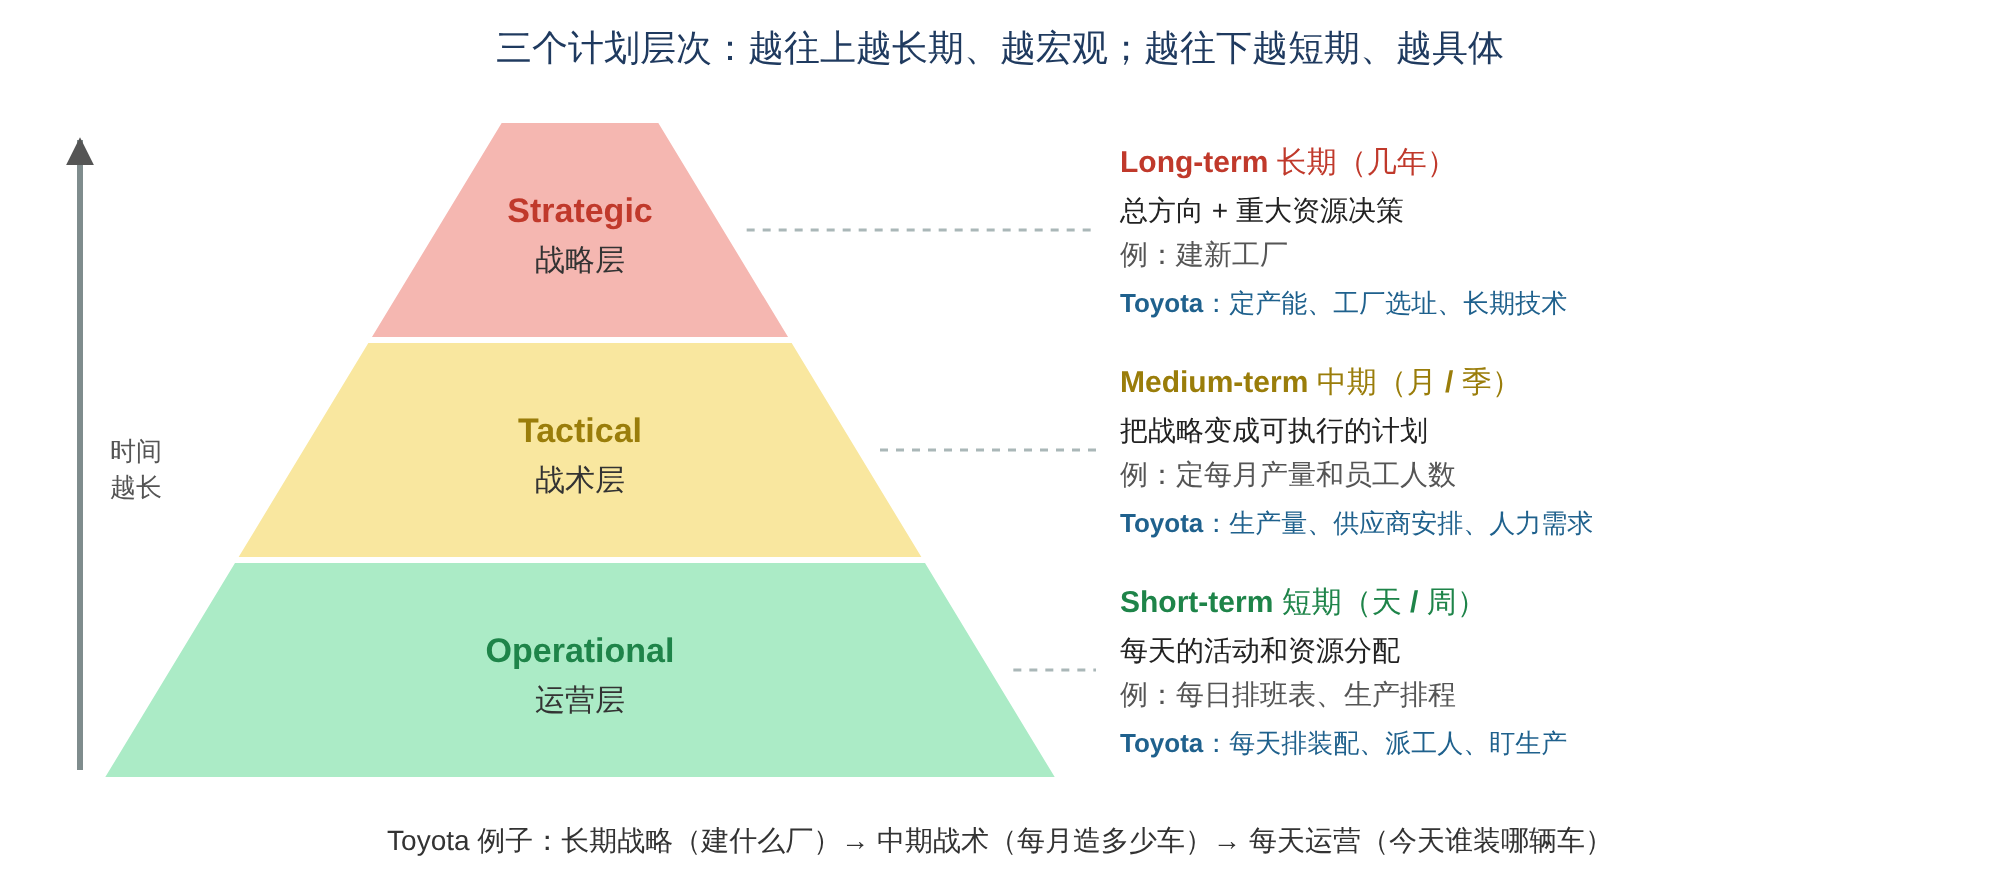 三个计划层次：越往上越长期、越宏观；越往下越短期、越具体
Strategic
战略层
Long-term 长期（几年）
总方向 + 重大资源决策
例：建新工厂
Toyota：定产能、工厂选址、长期技术
时间
越长
Tactical
战术层
Medium-term 中期（月 / 季）
把战略变成可执行的计划
例：定每月产量和员工人数
Toyota：生产量、供应商安排、人力需求
Operational
运营层
Short-term 短期（天 / 周）
每天的活动和资源分配
例：每日排班表、生产排程
Toyota：每天排装配、派工人、盯生产
Toyota 例子：长期战略（建什么厂）→ 中期战术（每月造多少车）→ 每天运营（今天谁装哪辆车）